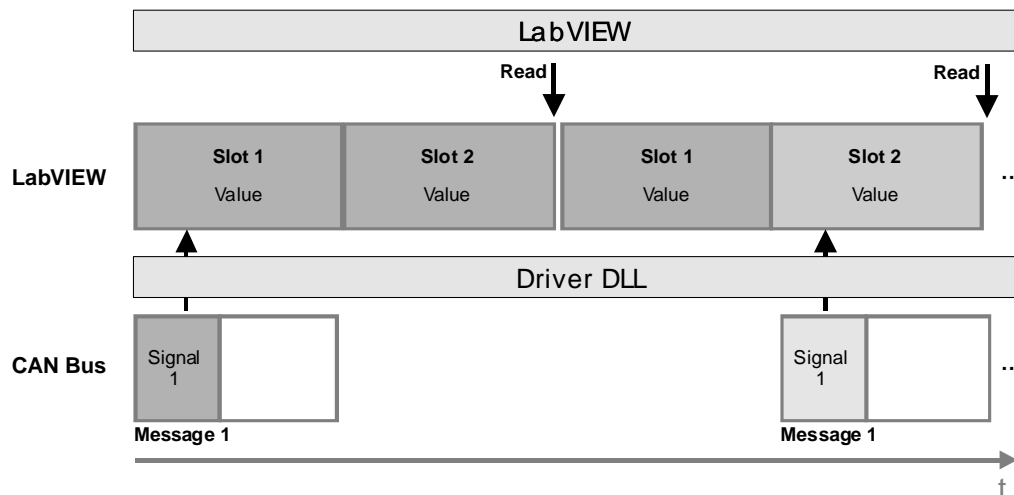 LabVIEW
Read
Read
LabVIEW
Slot 1
Value
Slot 2
Value
Slot 1
Value
Slot 2
Value
...
Driver DLL
CAN Bus
Signal
1
Signal
1
...
Message 1
Message 1
t